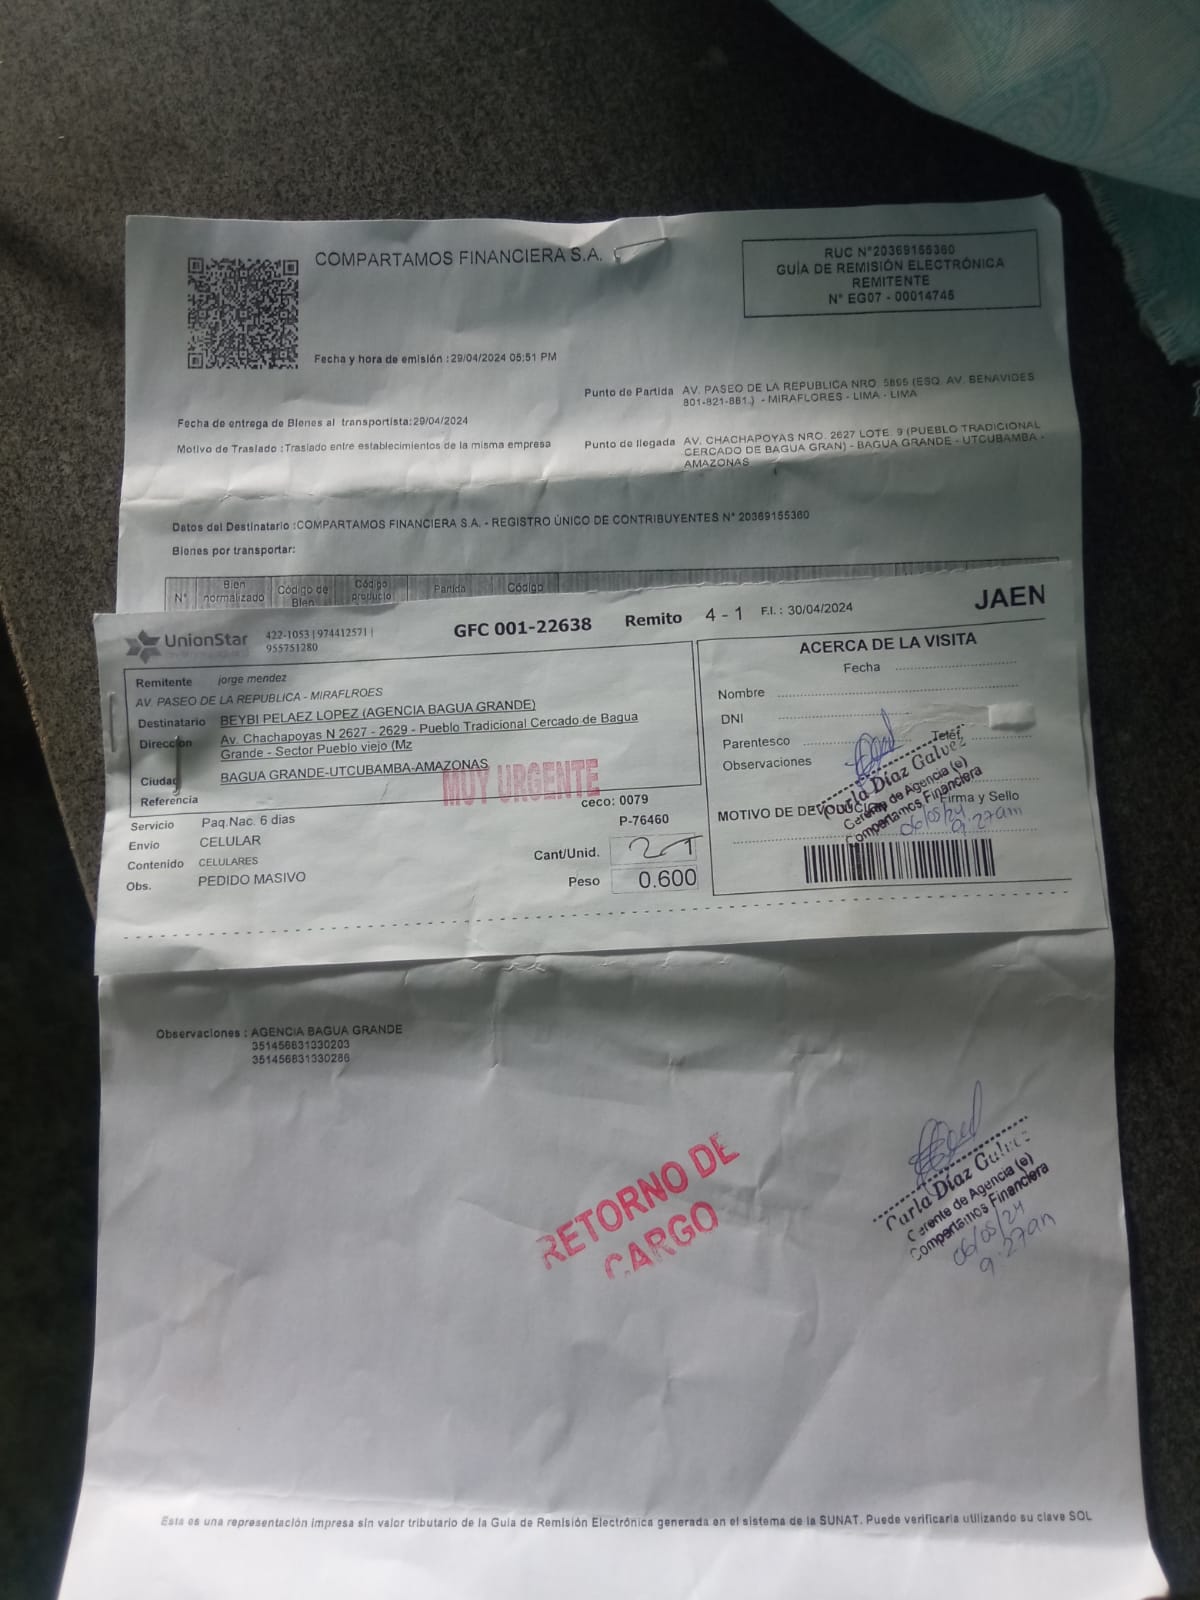 COMPARTAMOS FINANCIERA S.A.
RUC N°20369155360
GUÍA DE REMISIÓN ELECTRÓNICA
REMITENTE
N° EG07 - 00014745
Fecha y hora de emisión : 29/04/2024 05:51 PM
Punto de Partida AV. PASEO DE LA REPUBLICA NRO. 5895 (ESQ. AV. BENAVIDES
801-821-881.) - MIRAFLORES - LIMA - LIMA
Fecha de entrega de Bienes al transportista:29/04/2024
Motivo de Traslado :Traslado entre establecimientos de la misma empresa
Punto de llegada AV. CHACHAPOYAS NRO. 2627 LOTE. 9 (PUEBLO TRADICIONAL
CERCADO DE BAGUA GRAN) - BAGUA GRANDE - UTCUBAMBA -
AMAZONAS
Datos del Destinatario :COMPARTAMOS FINANCIERA S.A. - REGISTRO ÚNICO DE CONTRIBUYENTES N° 20369155360
Bienes por transportar:
N° Bien normalizado Código de Bien Código producto Partida Código
UnionStar
422-1053 | 974412571 |
955751280
GFC 001-22638 Remito 4 - 1 F.I.: 30/04/2024 JAEN
Remitente jorge mendez
AV. PASEO DE LA REPUBLICA - MIRAFLROES
Destinatario BEYBI PELAEZ LOPEZ (AGENCIA BAGUA GRANDE)
Dirección Av. Chachapoyas N 2627 - 2629 - Pueblo Tradicional Cercado de Bagua
Grande - Sector Pueblo viejo (Mz
Ciudad BAGUA GRANDE-UTCUBAMBA-AMAZONAS
MUY URGENTE
Referencia
ceco: 0079
Servicio Paq.Nac. 6 dias
P-76460
Envio CELULAR
Contenido CELULARES
Cant/Unid.
Obs. PEDIDO MASIVO
Peso 0.600
ACERCA DE LA VISITA
Fecha
Nombre
DNI
Parentesco Teléf.
Observaciones
MOTIVO DE DEVOLUCIÓN Firma y Sello
Carla Díaz Galvez
Gerente de Agencia (e)
Compartamos Financiera
06/05/24
9:27am
Observaciones : AGENCIA BAGUA GRANDE
351456831330203
351456831330286
RETORNO DE
CARGO
Carla Díaz Galvez
Gerente de Agencia (e)
Compartamos Financiera
06/05/24
9:27am
Esta es una representación impresa sin valor tributario de la Guía de Remisión Electrónica generada en el sistema de la SUNAT. Puede verificarla utilizando su clave SOL